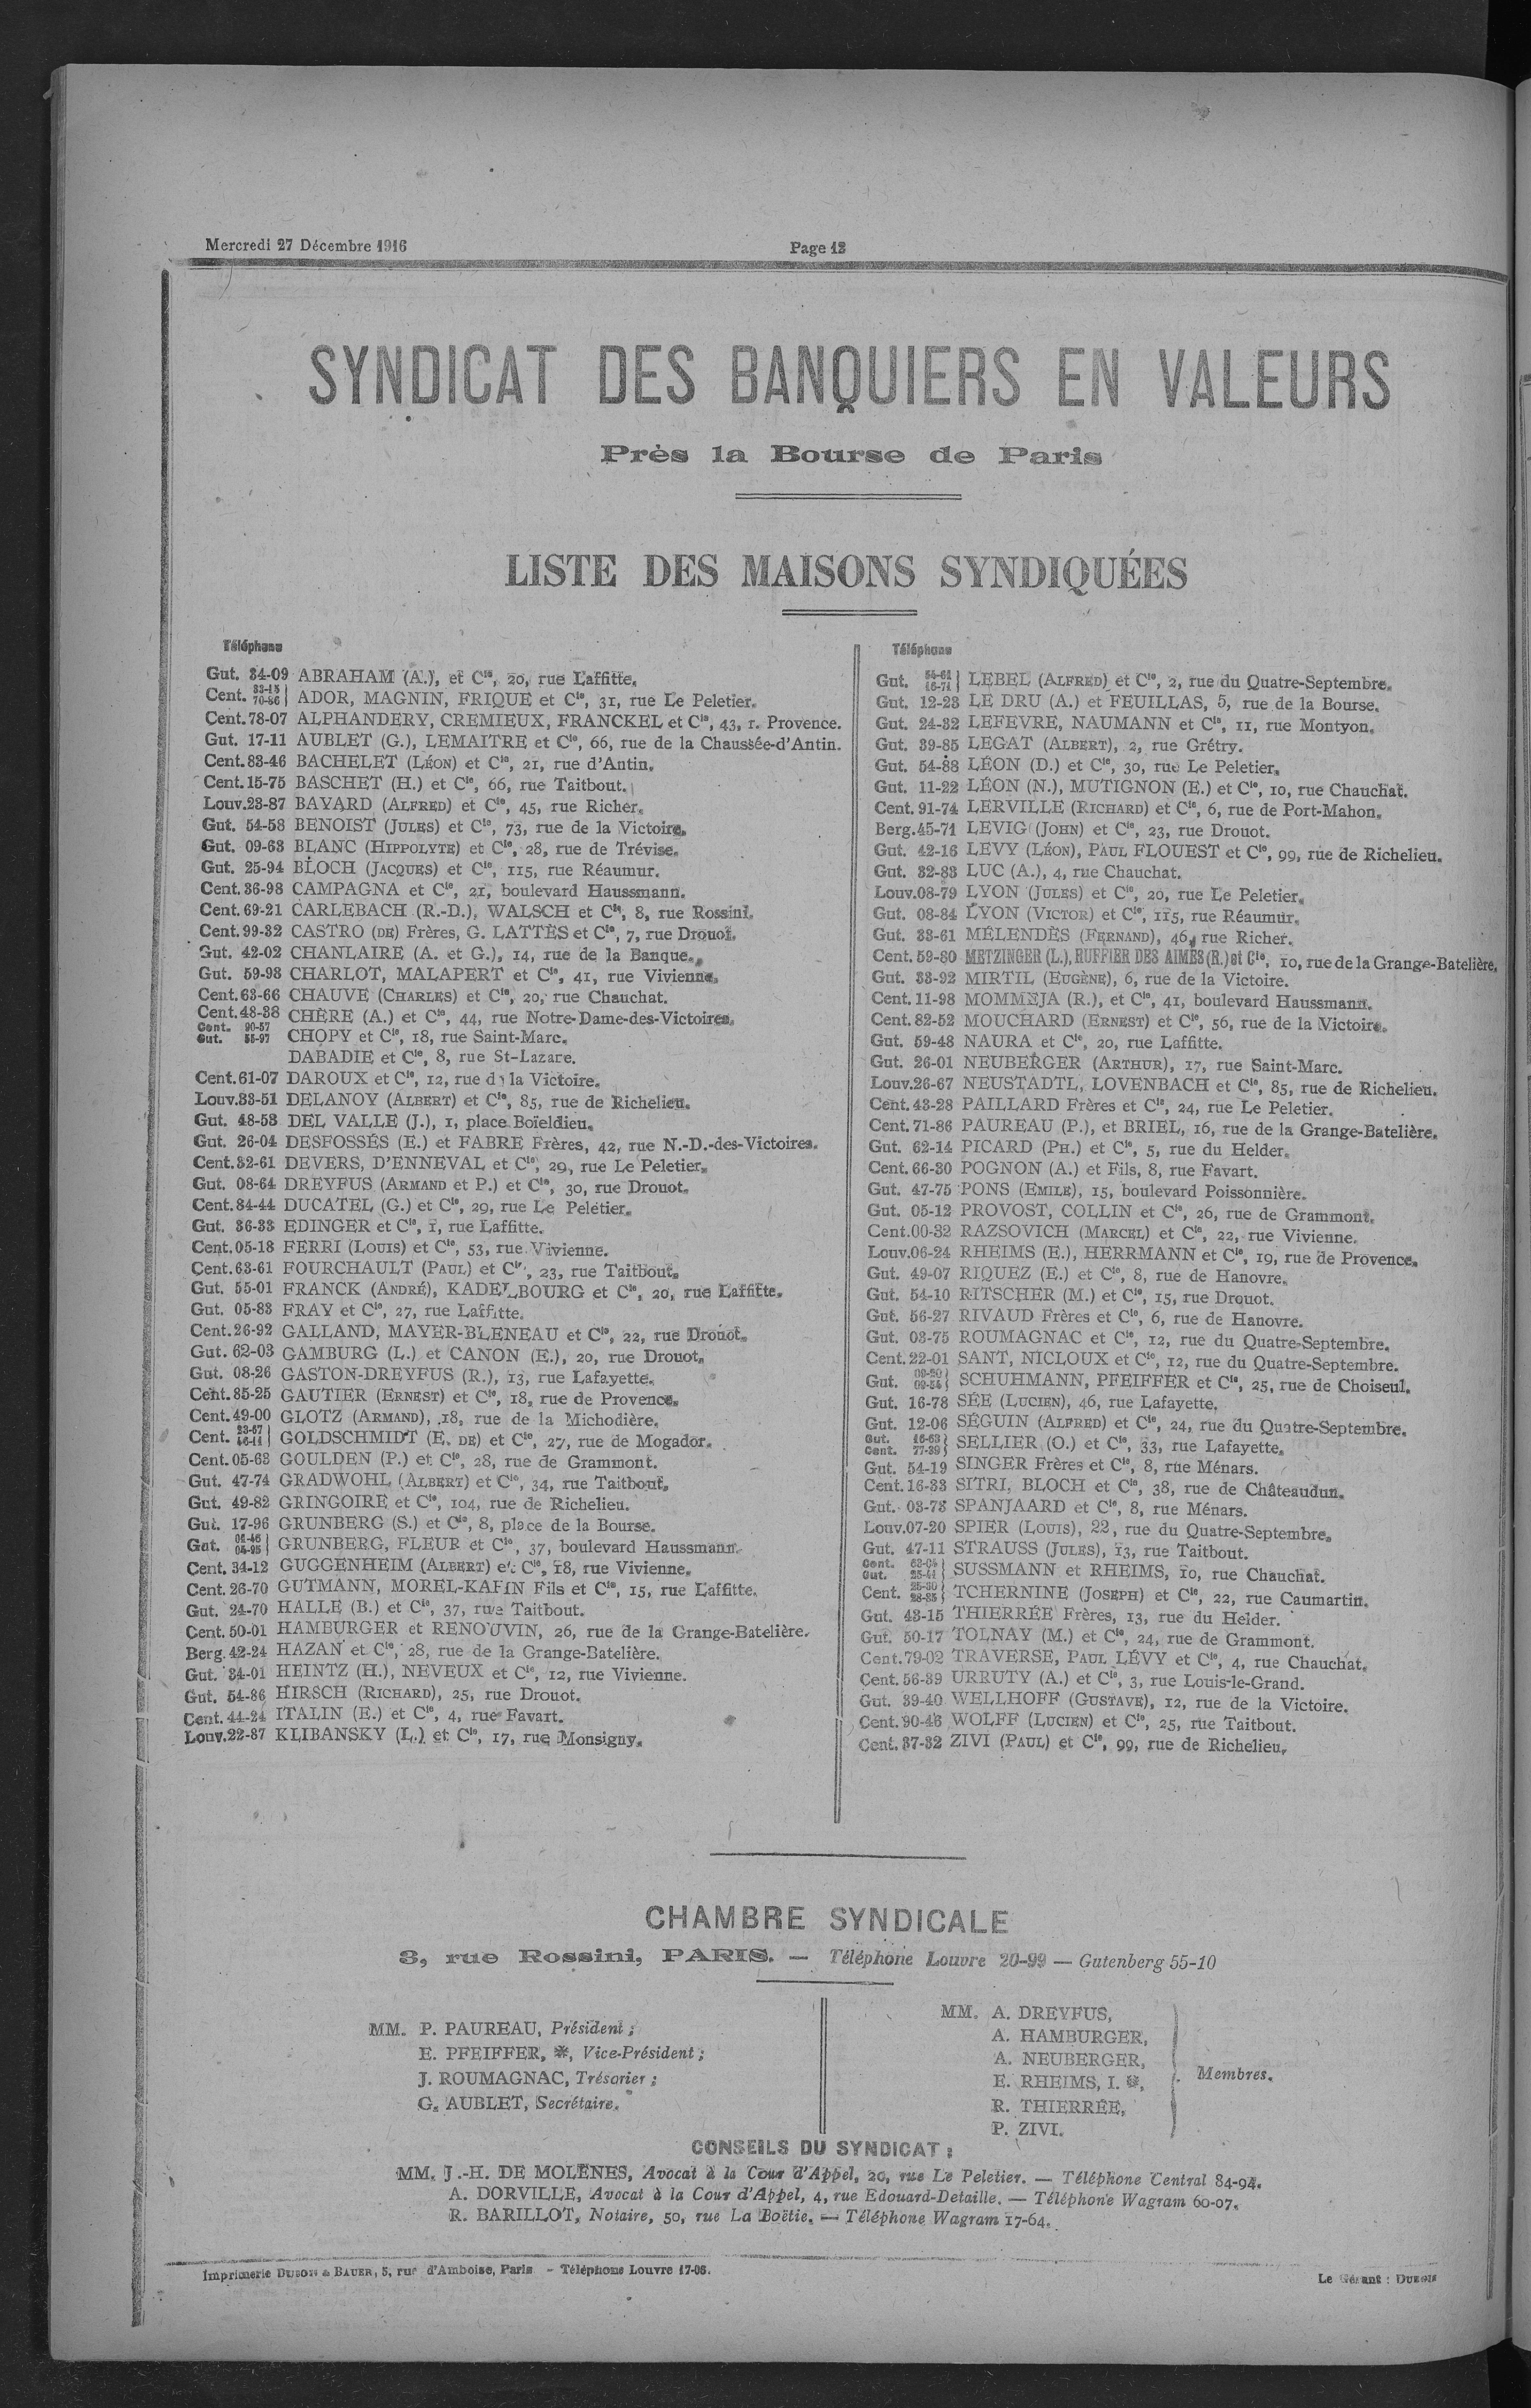 Mercredi 27 Décembre 1916
Page 12
SYNDICAT DES BANQUIERS EN VALEURS
Près la Bourse de Paris
LISTE DES MAISONS SYNDIQUÉES
Téléphone
Gut. 34-09 ABRAHAM (A.), et Cie, 20, rue Laffitte.
Cent. 33-15 70-86 } ADOR, MAGNIN, FRIQUE et Cie, 31, rue Le Peletier.
Cent. 78-07 ALPHANDERY, CREMIEUX, FRANCKEL et Cie, 43, r. Provence.
Gut. 17-11 AUBLET (G.), LEMAITRE et Cie, 66, rue de la Chaussée-d'Antin.
Cent. 83-46 BACHELET (LÉON) et Cie, 21, rue d'Antin.
Cent. 15-75 BASCHET (H.) et Cie, 66, rue Taitbout.
Louv. 23-87 BAYARD (ALFRED) et Cie, 45, rue Richer.
Gut. 54-58 BENOIST (JULES) et Cie, 73, rue de la Victoire.
Gut. 09-63 BLANC (HIPPOLYTE) et Cie, 28, rue de Trévise.
Gut. 25-94 BLOCH (JACQUES) et Cie, 115, rue Réaumur.
Cent. 36-98 CAMPAGNA et Cie, 21, boulevard Haussmann.
Cent. 69-21 CARLEBACH (R.-D.), WALSCH et Cie, 8, rue Rossini.
Cent. 99-32 CASTRO (DE) Frères, G. LATTÈS et Cie, 7, rue Drouot.
Gut. 42-02 CHANLAIRE (A. et G.), 14, rue de la Banque.
Gut. 59-98 CHARLOT, MALAPERT et Cie, 41, rue Vivienne.
Cent. 63-66 CHAUVE (CHARLES) et Cie, 20, rue Chauchat.
Cent. 48-38 CHÈRE (A.) et Cie, 44, rue Notre-Dame-des-Victoires.
Cent. 90-57 Gut. 55-97 CHOPY et Cie, 18, rue Saint-Marc.
DABADIE et Cie, 8, rue St-Lazare.
Cent. 61-07 DAROUX et Cie, 12, rue de la Victoire.
Louv. 33-51 DELANOY (ALBERT) et Cie, 85, rue de Richelieu.
Gut. 48-53 DEL VALLE (J.), 1, place Boïeldieu.
Gut. 26-04 DESFOSSÉS (E.) et FABRE Frères, 42, rue N.-D.-des-Victoires.
Cent. 32-61 DEVERS, D'ENNEVAL et Cie, 29, rue Le Peletier.
Gut. 08-64 DREYFUS (ARMAND et P.) et Cie, 30, rue Drouot.
Cent. 84-44 DUCATEL (G.) et Cie, 29, rue Le Peletier.
Gut. 36-33 EDINGER et Cie, 1, rue Laffitte.
Cent. 05-18 FERRI (LOUIS) et Cie, 53, rue Vivienne.
Cent. 63-61 FOURCHAULT (PAUL) et Cie, 23, rue Taitbout.
Gut. 55-01 FRANCK (ANDRÉ), KADELBOURG et Cie, 20, rue Laffitte.
Gut. 05-83 FRAY et Cie, 27, rue Laffitte.
Cent. 26-92 GALLAND, MAYER-BLENEAU et Cie, 22, rue Drouot.
Gut. 62-03 GAMBURG (L.) et CANON (E.), 20, rue Drouot.
Gut. 08-26 GASTON-DREYFUS (R.), 13, rue Lafayette.
Cent. 85-25 GAUTIER (ERNEST) et Cie, 18, rue de Provence.
Cent. 49-00 GLOTZ (ARMAND), 18, rue de la Michodière.
Cent. 23-67 46-11 } GOLDSCHMIDT (E. DE) et Cie, 27, rue de Mogador.
Cent. 05-63 GOULDEN (P.) et Cie, 28, rue de Grammont.
Gut. 47-74 GRADWOHL (ALBERT) et Cie, 34, rue Taitbout.
Gut. 49-82 GRINGOIRE et Cie, 104, rue de Richelieu.
Gut. 17-96 GRUNBERG (S.) et Cie, 8, place de la Bourse.
Gut. GRUNBERG, FLEUR et Cie, 37, boulevard Haussmann.
Cent. 34-12 GUGGENHEIM (ALBERT) et Cie, 18, rue Vivienne.
Cent. 26-70 GUTMANN, MOREL-KAHN Fils et Cie, 15, rue Laffitte.
Gut. 24-70 HALLE (B.) et Cie, 37, rue Taitbout.
Cent. 50-01 HAMBURGER et RENOUVIN, 26, rue de la Grange-Batelière.
Berg. 42-24 HAZAN et Cie, 28, rue de la Grange-Batelière.
Gut. 34-01 HEINTZ (H.), NEVEUX et Cie, 12, rue Vivienne.
Gut. 54-86 HIRSCH (RICHARD), 25, rue Drouot.
Cent. 44-24 ITALIN (E.) et Cie, 4, rue Favart.
Louv. 22-87 KLIBANSKY (L.) et Cie, 17, rue Monsigny.
Téléphone
Gut. LEBEL (ALFRED) et Cie, 2, rue du Quatre-Septembre.
Gut. 12-23 LE DRU (A.) et FEUILLAS, 5, rue de la Bourse.
Gut. 24-32 LEFEVRE, NAUMANN et Cie, 11, rue Montyon.
Gut. 39-85 LEGAT (ALBERT), 2, rue Grétry.
Gut. 54-88 LÉON (D.) et Cie, 30, rue Le Peletier.
Gut. 11-22 LÉON (N.), MUTIGNON (E.) et Cie, 10, rue Chauchat.
Cent. 91-74 LERVILLE (RICHARD) et Cie, 6, rue de Port-Mahon.
Berg. 45-71 LEVIG (JOHN) et Cie, 23, rue Drouot.
Gut. 42-16 LEVY (LÉON), PAUL FLOUEST et Cie, 99, rue de Richelieu.
Gut. 32-83 LUC (A.), 4, rue Chauchat.
Louv. 08-79 LYON (JULES) et Cie, 20, rue Le Peletier.
Gut. 08-84 LYON (VICTOR) et Cie, 115, rue Réaumur.
Gut. 33-61 MÉLENDÈS (FERNAND), 46, rue Richer.
Cent. 59-80 METZINGER (L.), RUFFIER DES AIMES (R.) et Cie, 10, rue de la Grange-Batelière.
Gut. 33-92 MIRTIL (EUGÈNE), 6, rue de la Victoire.
Cent. 11-98 MOMMEJA (R.), et Cie, 41, boulevard Haussmann.
Cent. 82-52 MOUCHARD (ERNEST) et Cie, 56, rue de la Victoire.
Gut. 59-48 NAURA et Cie, 20, rue Laffitte.
Gut. 26-01 NEUBERGER (ARTHUR), 17, rue Saint-Marc.
Louv. 26-67 NEUSTADTL, LOVENBACH et Cie, 85, rue de Richelieu.
Cent. 43-28 PAILLARD Frères et Cie, 24, rue Le Peletier.
Cent. 71-86 PAUREAU (P.), et BRIEL, 16, rue de la Grange-Batelière.
Gut. 62-14 PICARD (PH.) et Cie, 5, rue du Helder.
Cent. 66-30 POGNON (A.) et Fils, 8, rue Favart.
Gut. 47-75 PONS (EMILE), 15, boulevard Poissonnière.
Gut. 05-12 PROVOST, COLLIN et Cie, 26, rue de Grammont.
Cent. 00-32 RAZSOVICH (MARCEL) et Cie, 22, rue Vivienne.
Louv. 06-24 RHEIMS (E.), HERRMANN et Cie, 19, rue de Provence.
Gut. 49-07 RIQUEZ (E.) et Cie, 8, rue de Hanovre.
Gut. 54-10 RITSCHER (M.) et Cie, 15, rue Drouot.
Gut. 56-27 RIVAUD Frères et Cie, 6, rue de Hanovre.
Gut. 03-75 ROUMAGNAC et Cie, 12, rue du Quatre-Septembre.
Cent. 22-01 SANT, NICLOUX et Cie, 12, rue du Quatre-Septembre.
Gut. SCHUHMANN, PFEIFFER et Cie, 25, rue de Choiseul.
Gut. 16-78 SÉE (LUCIEN), 46, rue Lafayette.
Gut. 12-06 SÉGUIN (ALFRED) et Cie, 24, rue du Quatre-Septembre.
Gut. 16-63 Cent. 77-39 } SELLIER (O.) et Cie, 33, rue Lafayette.
Gut. 54-19 SINGER Frères et Cie, 8, rue Ménars.
Cent. 16-33 SITRI, BLOCH et Cie, 38, rue de Châteaudun.
Gut. 03-73 SPANJAARD et Cie, 8, rue Ménars.
Louv. 07-20 SPIER (LOUIS), 22, rue du Quatre-Septembre.
Gut. 47-11 STRAUSS (JULES), 13, rue Taitbout.
Cent. Gut. SUSSMANN et RHEIMS, 10, rue Chauchat.
Cent. TCHERNINE (JOSEPH) et Cie, 22, rue Caumartin.
Gut. 43-15 THIERRÉE Frères, 13, rue du Helder.
Gut. 50-17 TOLNAY (M.) et Cie, 24, rue de Grammont.
Cent. 79-02 TRAVERSE, PAUL LÉVY et Cie, 4, rue Chauchat.
Cent. 56-39 URRUTY (A.) et Cie, 3, rue Louis-le-Grand.
Gut. 39-40 WELLHOFF (GUSTAVE), 12, rue de la Victoire.
Cent. 90-46 WOLFF (LUCIEN) et Cie, 25, rue Taitbout.
Cent. 37-32 ZIVI (PAUL) et Cie, 99, rue de Richelieu.
CHAMBRE SYNDICALE
3, rue Rossini, PARIS. — Téléphone Louvre 20-99 — Gutenberg 55-10
MM. P. PAUREAU, Président ;
E. PFEIFFER, ※, Vice-Président ;
J. ROUMAGNAC, Trésorier ;
G. AUBLET, Secrétaire.
MM. A. DREYFUS,
A. HAMBURGER,
A. NEUBERGER,
E. RHEIMS, I. ※,
R. THIERRÉE,
P. ZIVI.
Membres.
CONSEILS DU SYNDICAT :
MM. J.-H. DE MOLÈNES, Avocat à la Cour d'Appel, 20, rue Le Peletier. — Téléphone Central 84-94.
A. DORVILLE, Avocat à la Cour d'Appel, 4, rue Edouard-Detaille. — Téléphone Wagram 60-07.
R. BARILLOT, Notaire, 50, rue La Boëtie. — Téléphone Wagram 17-64.
Imprimerie DUBOIS & BAUER, 5, rue d'Amboise, Paris - Téléphone Louvre 17-06.
Le Gérant : DUBOIS